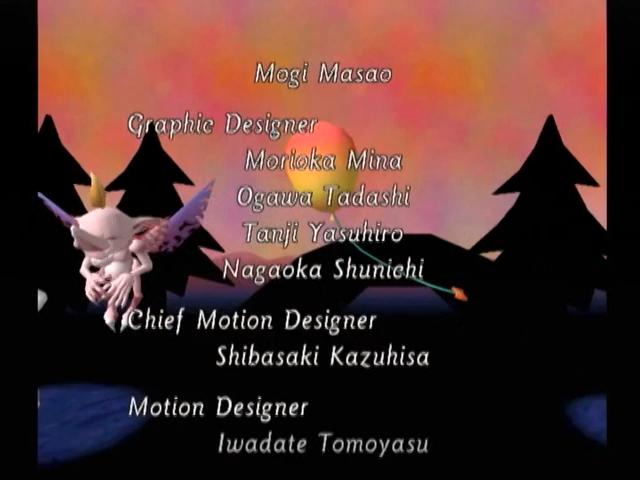 Mogi Masao
Graphic Designer
Morioka Mina
Ogawa Tadashi
Tanji Yasuhiro
Nagaoka Shunichi
Chief Motion Designer
Shibasaki Kazuhisa
Motion Designer
Iwadate Tomoyasu